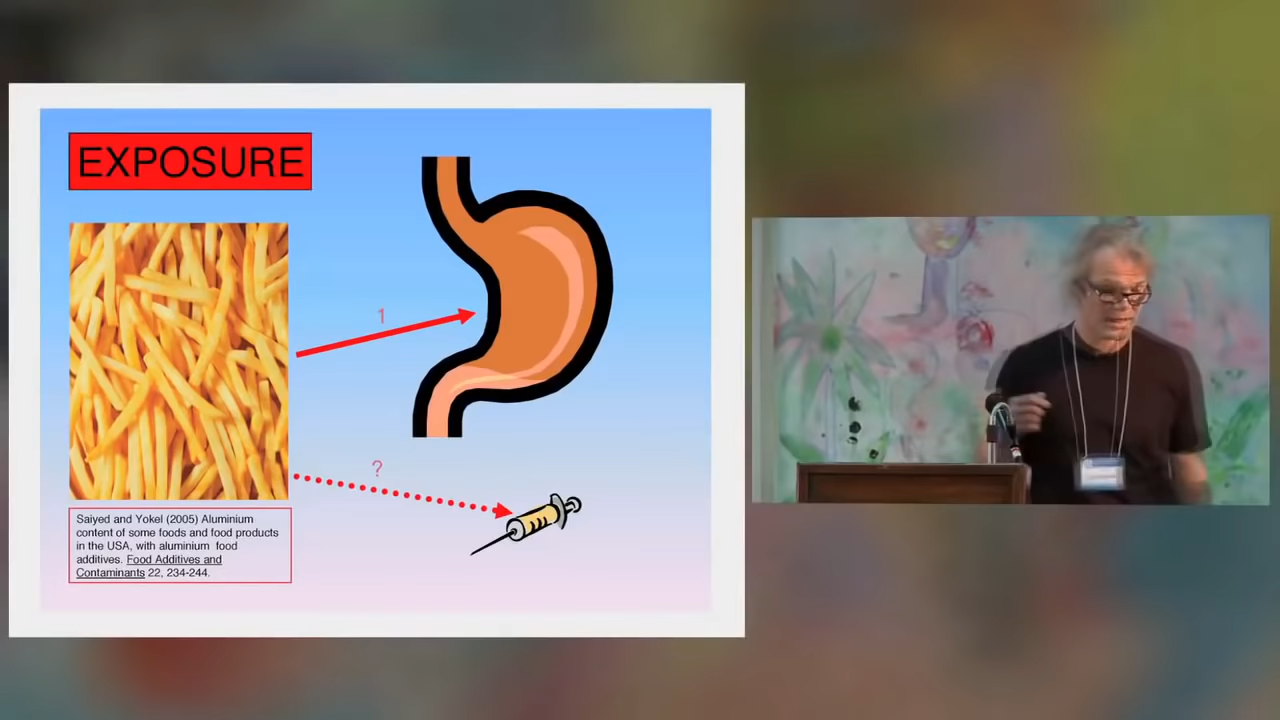 EXPOSURE
1
?
Saiyed and Yokel (2005) Aluminium
content of some foods and food products
in the USA, with aluminium food
additives. Food Additives and
Contaminants 22, 234-244.